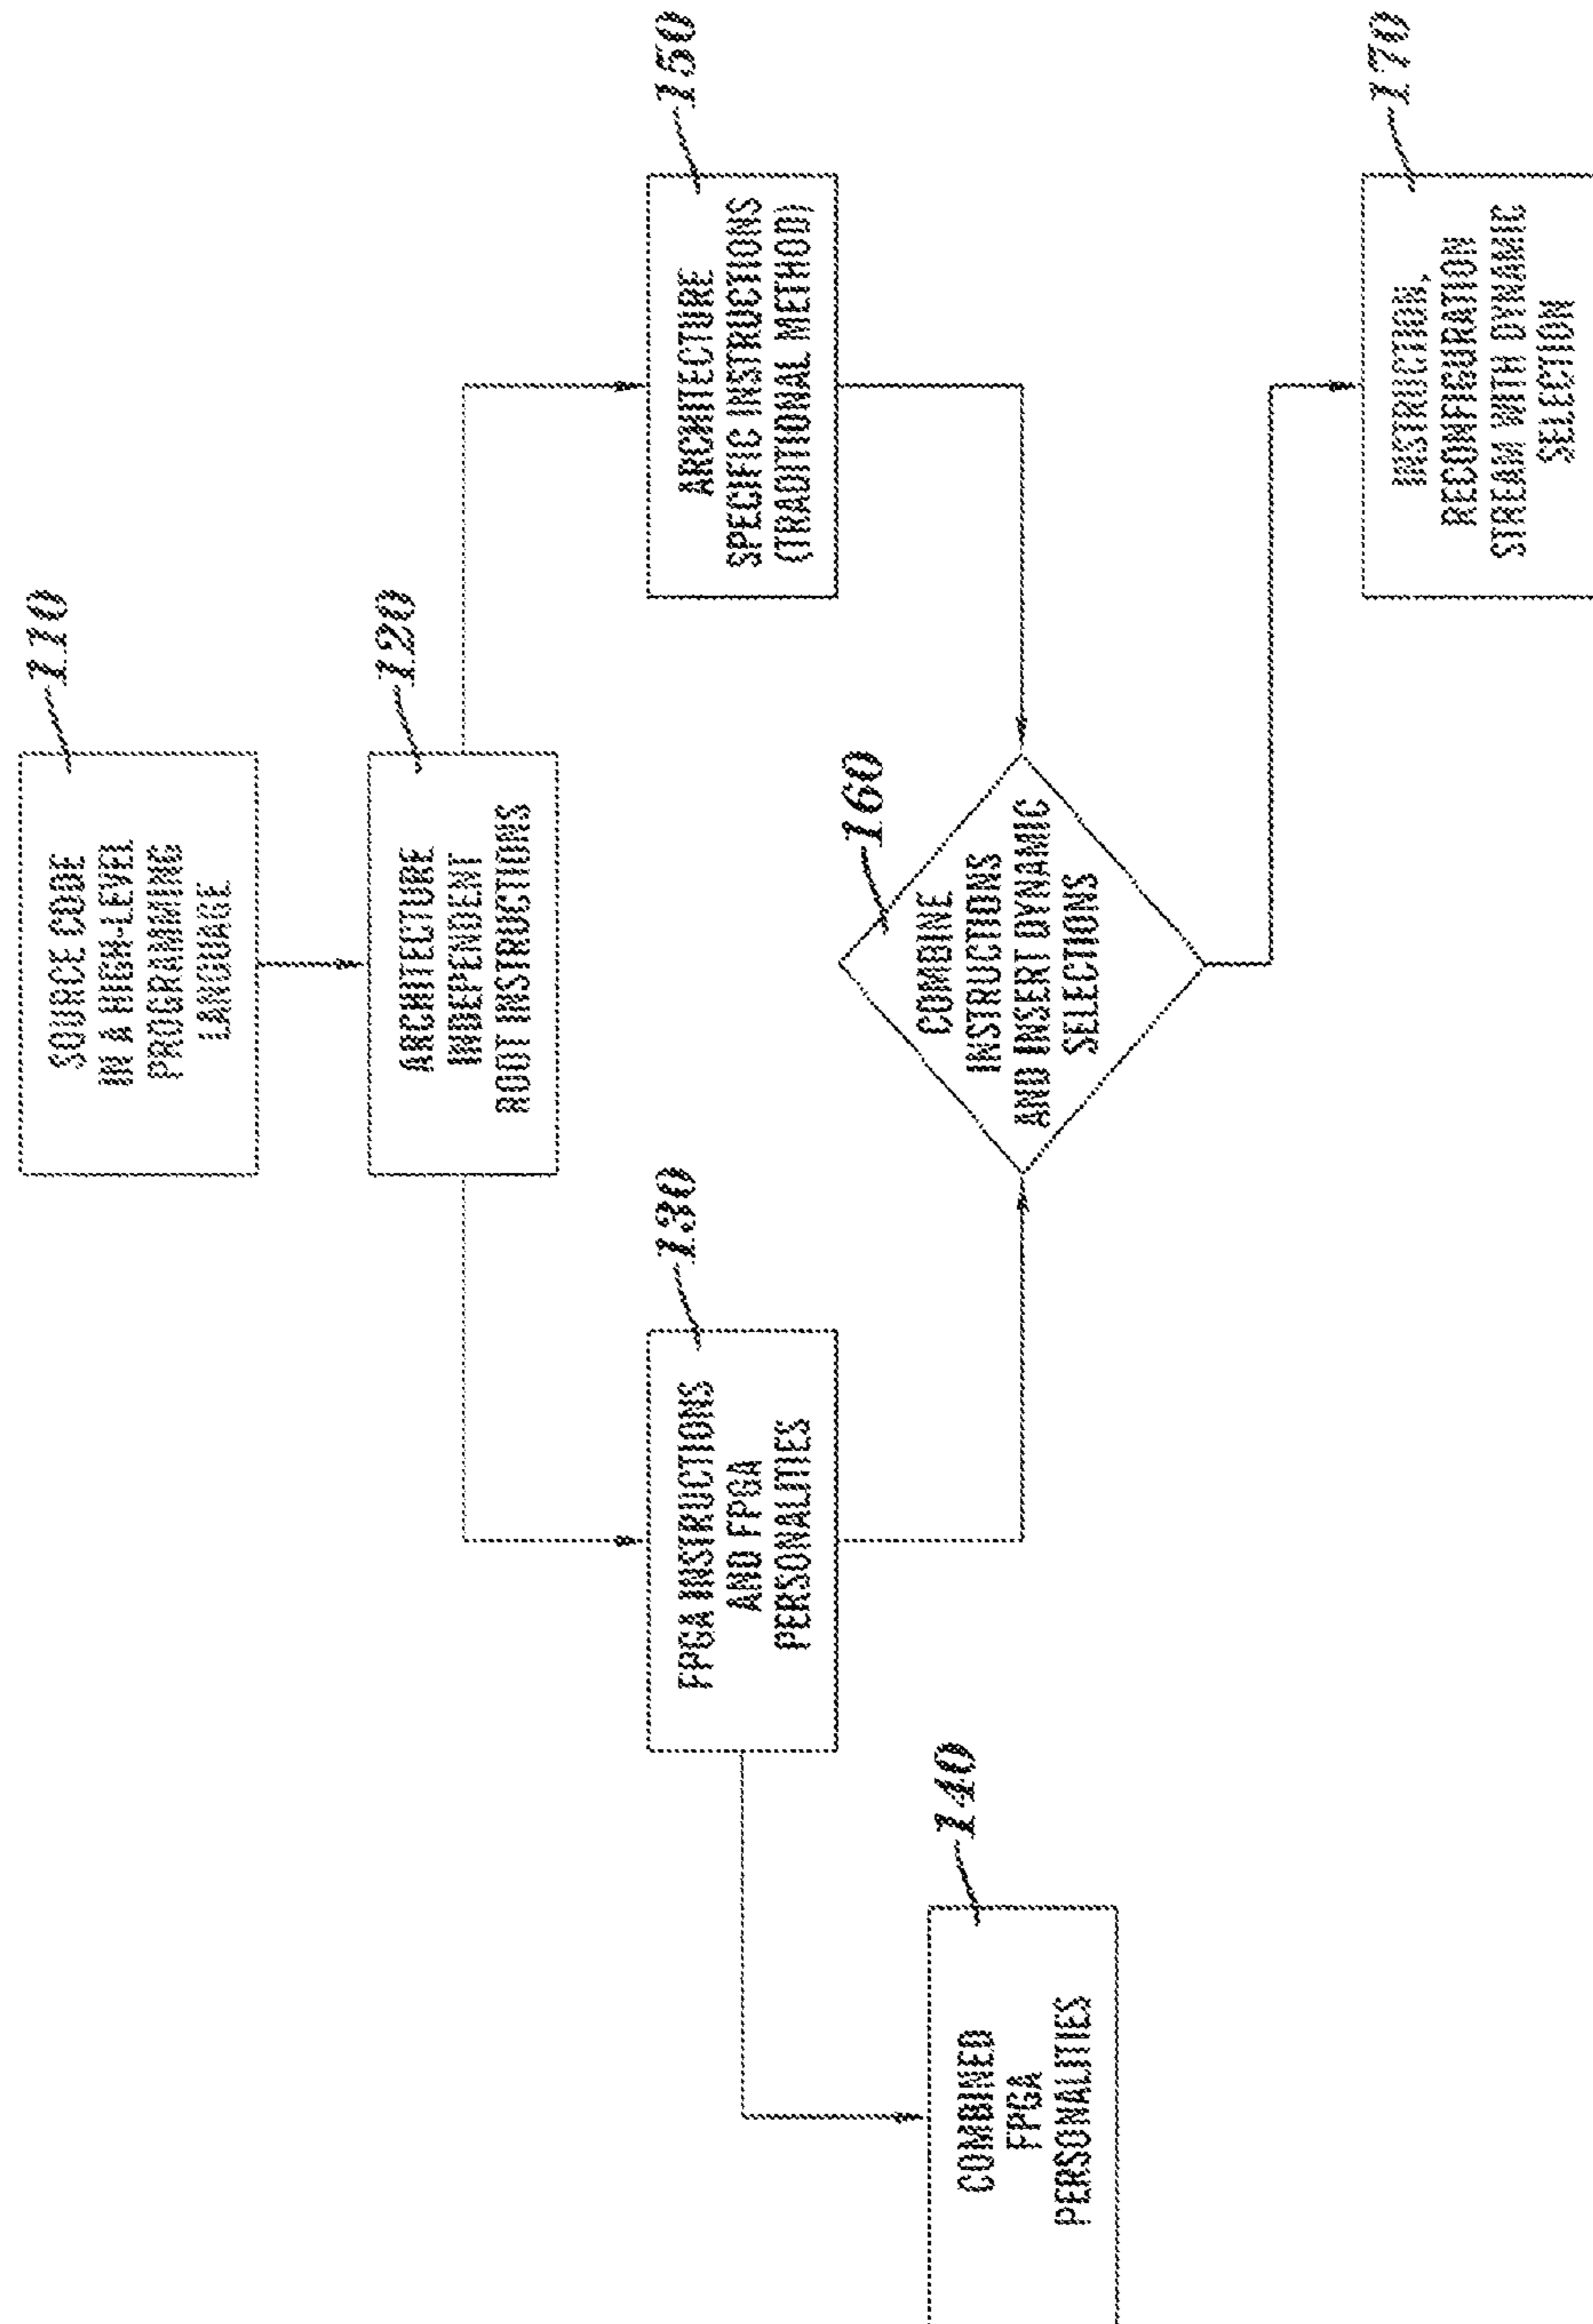 110
SOURCE CODE
IN A HIGH-LEVEL
PROGRAMMING
LANGUAGE
120
ARCHITECTURE
INDEPENDENT
ROOT INSTRUCTIONS
130
FPGA INSTRUCTIONS
AND FPGA
PERSONALITIES
150
ARCHITECTURE
SPECIFIC INSTRUCTIONS
(TRADITIONAL METHOD)
140
COMBINED
FPGA
PERSONALITIES
160
COMBINE
INSTRUCTIONS
AND INSERT DYNAMIC
SELECTIONS
170
INSTRUCTION,
RECONFIGURATION
STREAM WITH DYNAMIC
SELECTION